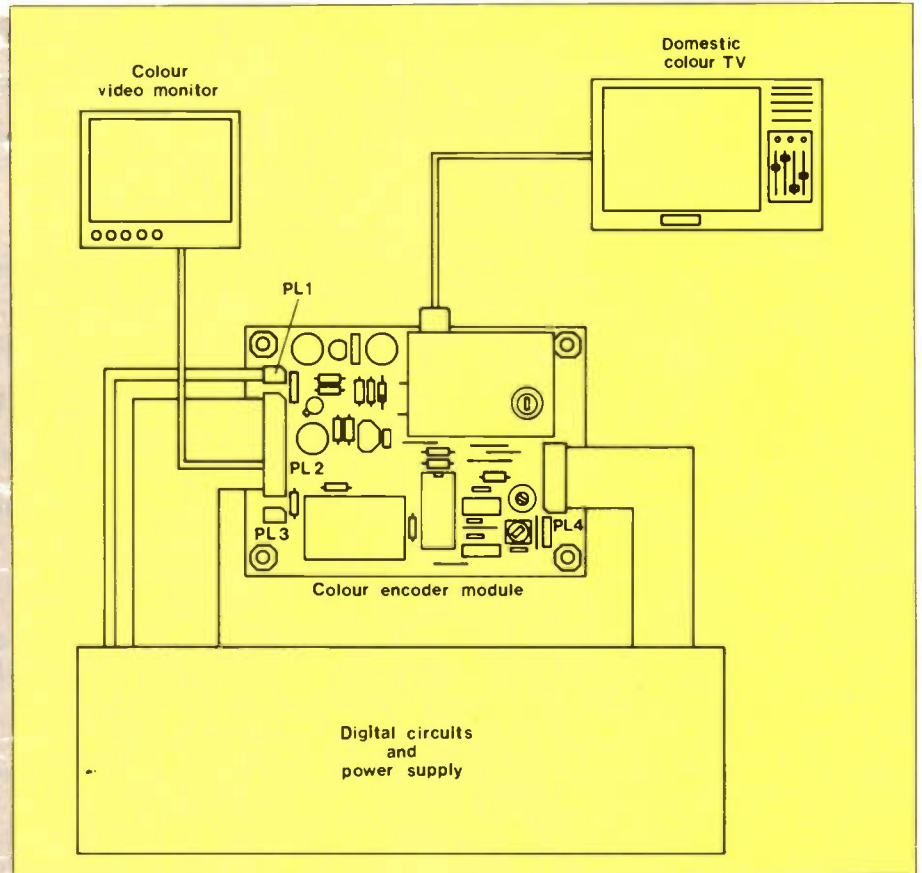 Colour
video monitor
Domestic
colour TV
PL1
PL2
PL3
PL4
Colour encoder module
Digital circuits
and
power supply